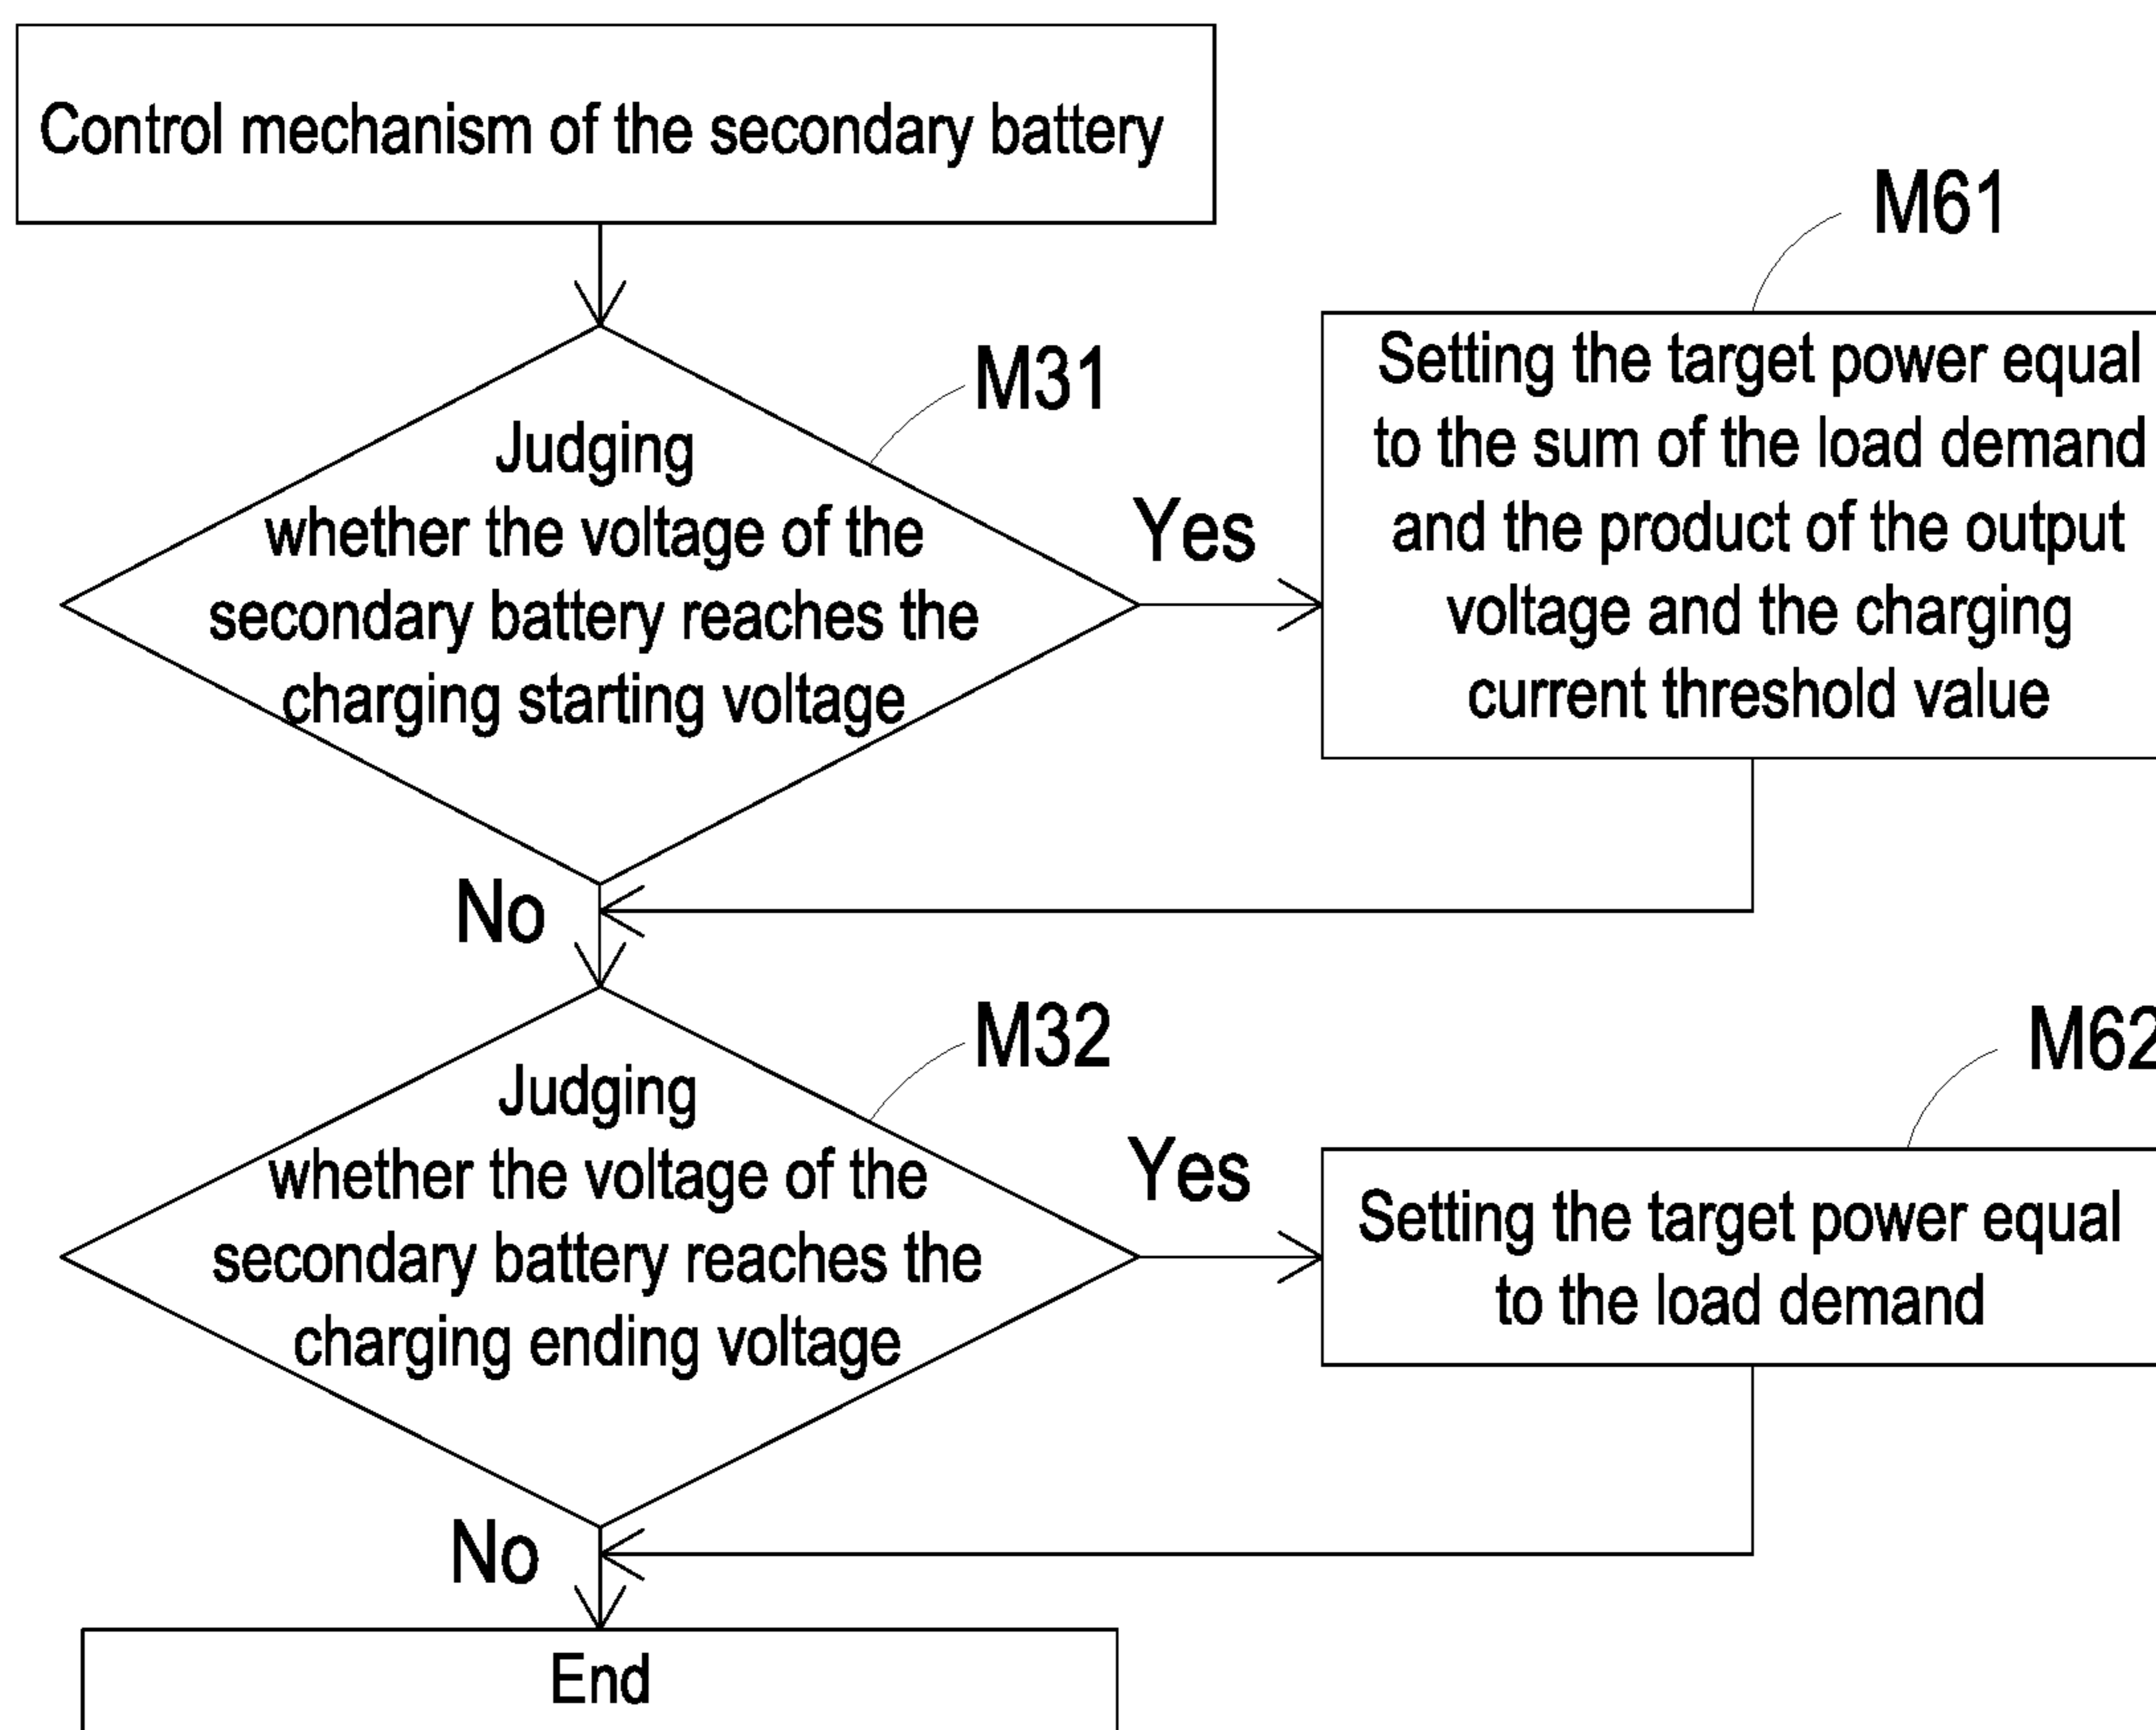 Control mechanism of the secondary battery
M61
M31
Judging
whether the voltage of the
secondary battery reaches the
charging starting voltage
Yes
Setting the target power equal
to the sum of the load demand
and the product of the output
voltage and the charging
current threshold value
No
M32
M62
Judging
whether the voltage of the
secondary battery reaches the
charging ending voltage
Yes
Setting the target power equal
to the load demand
No
End